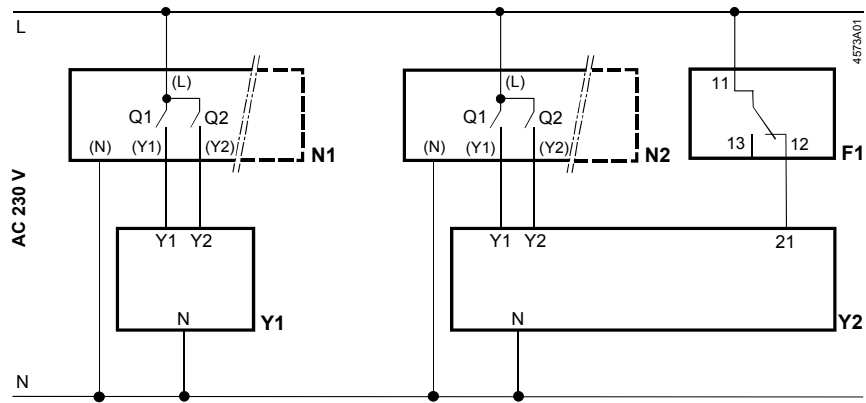 L
4573A01
(L)
(L)
11
Q1
Q2
Q1
Q2
(N)
(Y1)
(Y2)
N1
(N)
(Y1)
(Y2)
N2
13
12
F1
AC 230 V
Y1
Y2
Y1
Y2
21
N
Y1
N
Y2
N